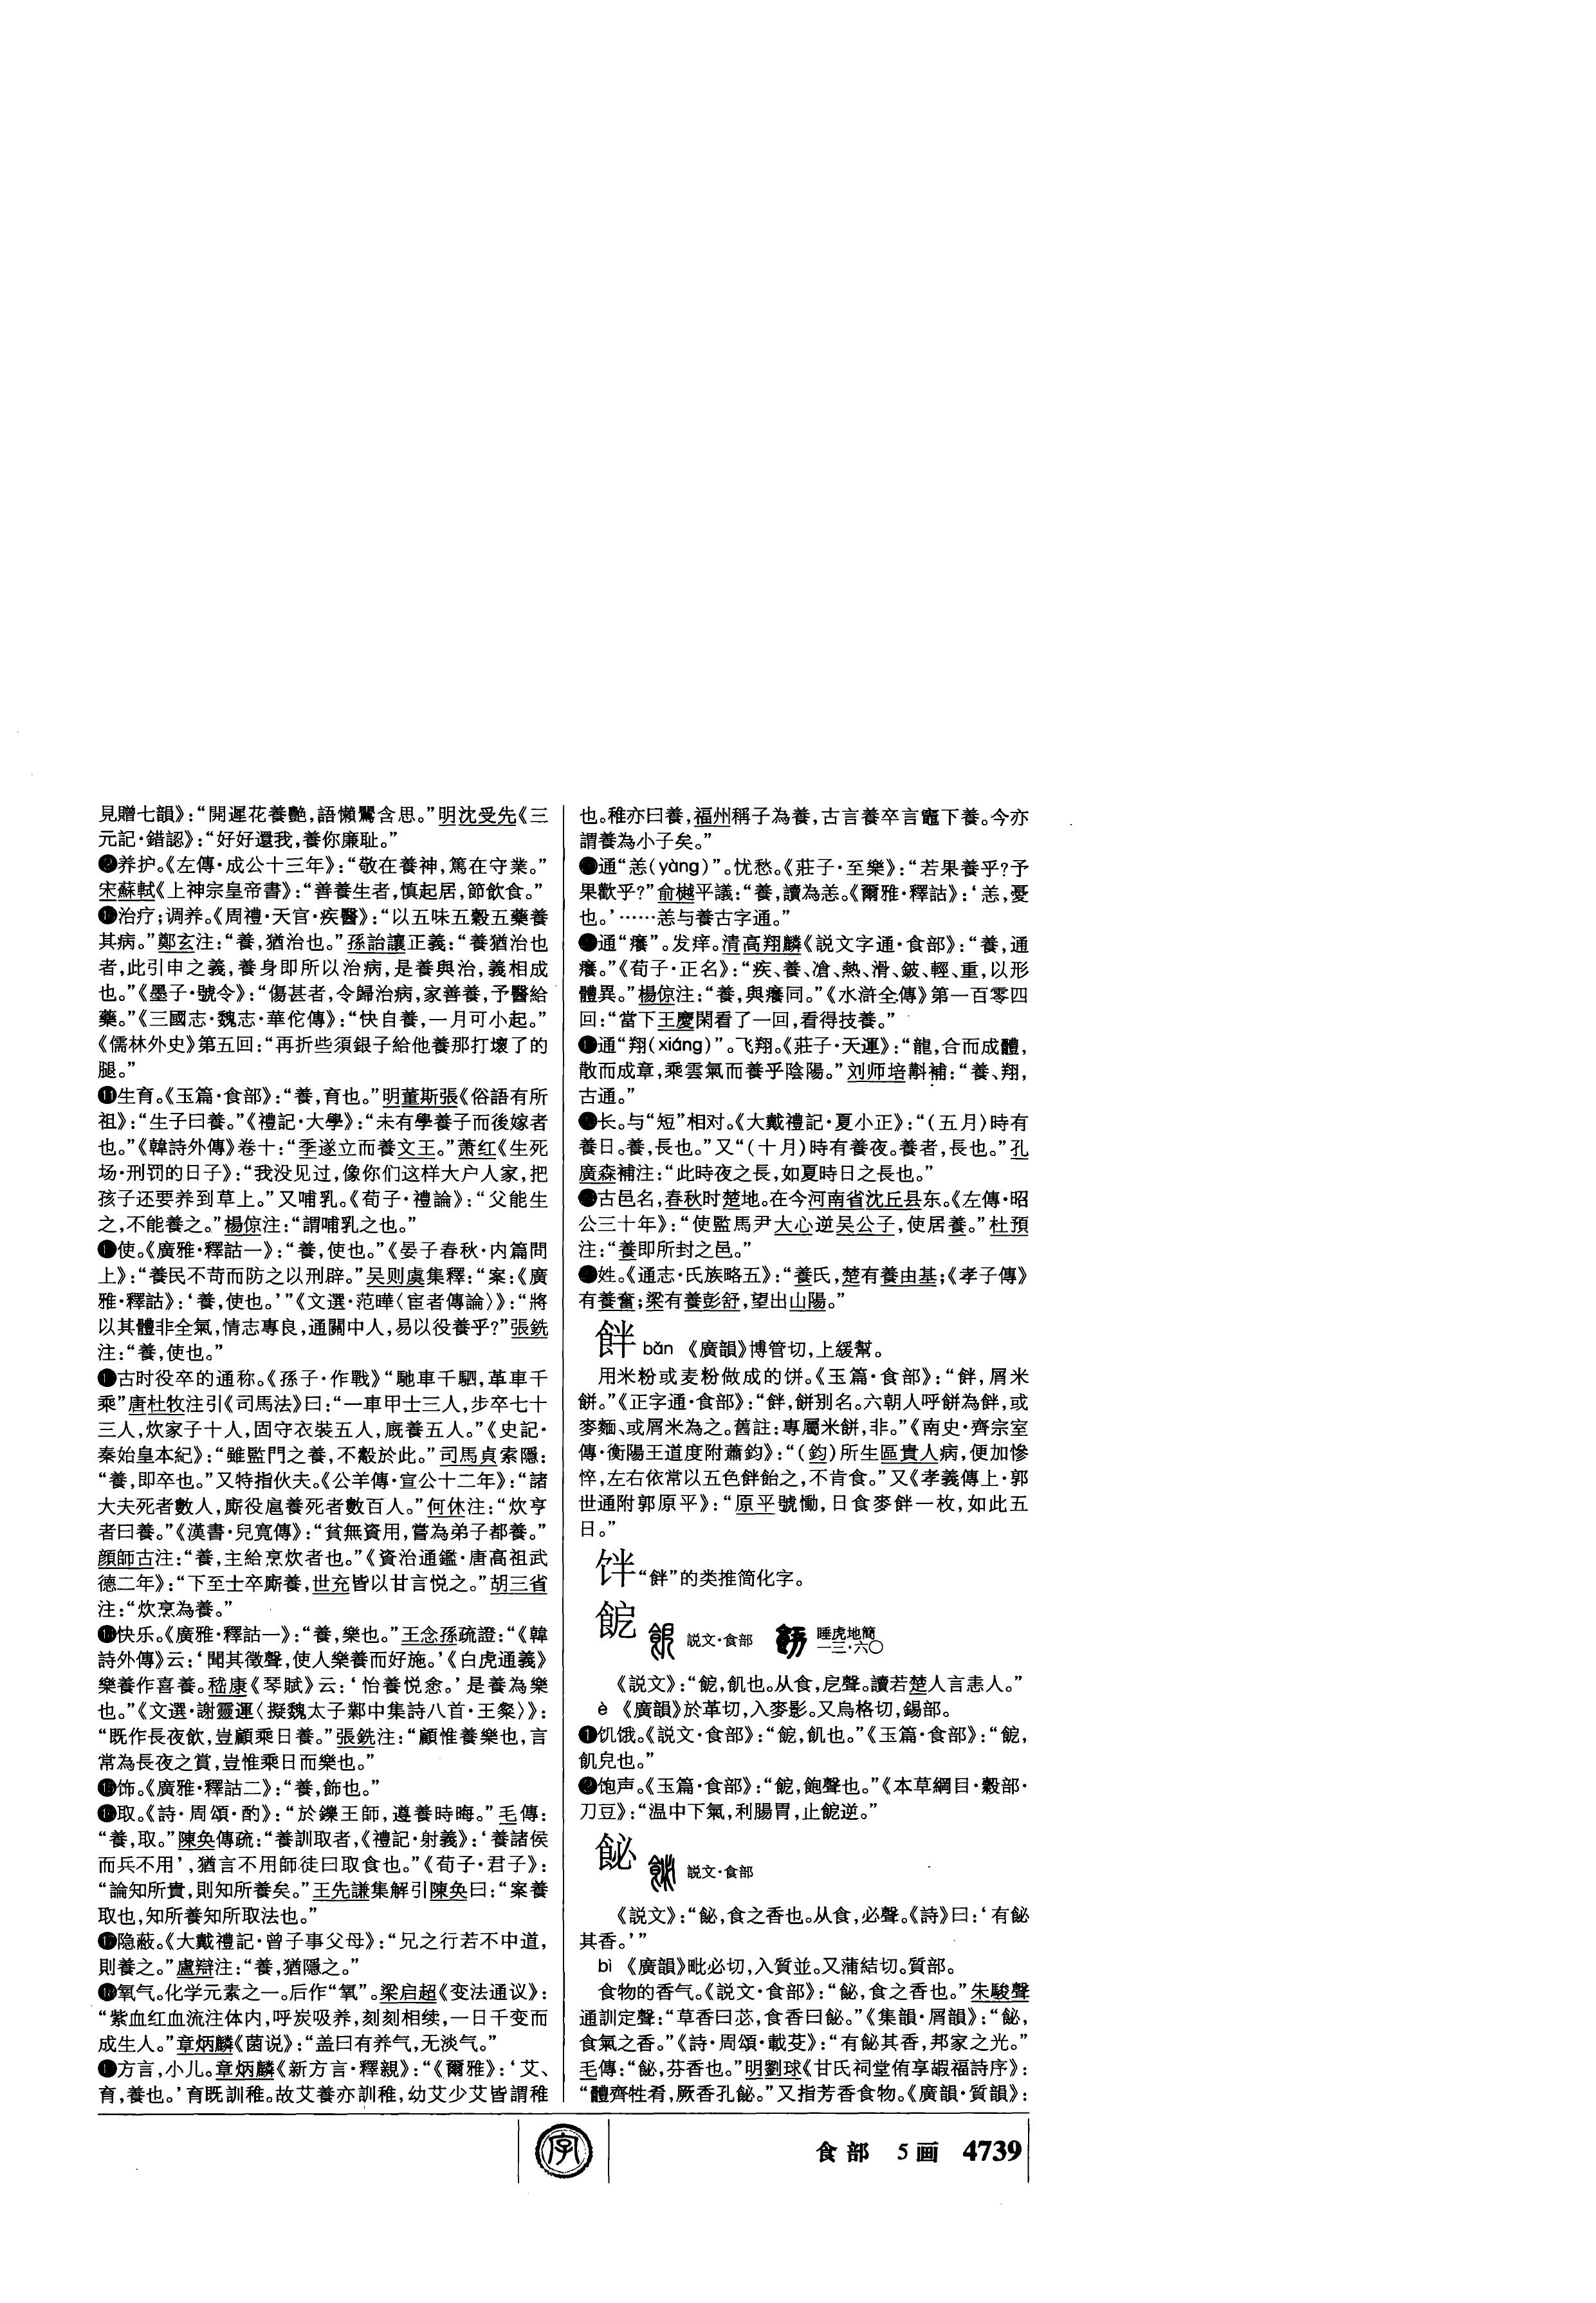 見贈七韻》：“開遲花養艷，語懶鶯含思。”明沈受先《三
元記·錯認》：“好好還我，養你廉耻。”
养护。《左傳·成公十三年》：“敬在養神，篤在守業。”
宋蘇軾《上神宗皇帝書》：“善養生者，慎起居，節飲食。”
❿治疗；调养。《周禮·天官·疾醫》：“以五味五穀五藥養
其病。”鄭玄注：“養，猶治也。”孫詒讓正義：“養猶治也
者，此引申之義，養身即所以治病，是養與治，義相成
也。”《墨子·號令》：“傷甚者，令歸治病，家善養，予醫給
藥。”《三國志·魏志·華佗傳》：“快自養，一月可小起。”
《儒林外史》第五回：“再折些須銀子給他養那打壞了的
腿。”
⓫生育。《玉篇·食部》：“養，育也。”明董斯張《俗語有所
祖》：“生子曰養。”《禮記·大學》：“未有學養子而後嫁者
也。”《韓詩外傳》卷十：“季遂立而養文王。”萧红《生死
场·刑罚的日子》：“我没见过，像你们这样大户人家，把
孩子还要养到草上。”又哺乳。《荀子·禮論》：“父能生
之，不能養之。”楊倞注：“謂哺乳之也。”
使。《廣雅·釋詁一》：“養，使也。”《晏子春秋·内篇問
上》：“養民不苛而防之以刑辟。”吴则虞集釋：“案：《廣
雅·釋詁》：‘養，使也。’”《文選·范曄〈宦者傳論〉》：“將
以其體非全氣，情志專良，通關中人，易以役養乎？”張銑
注：“養，使也。”
古时役卒的通称。《孫子·作戰》“馳車千駟，革車千
乘”唐杜牧注引《司馬法》曰：“一車甲士三人，步卒七十
三人，炊家子十人，固守衣裝五人，廐養五人。”《史記·
秦始皇本紀》：“雖監門之養，不觳於此。”司馬貞索隱：
“養，即卒也。”又特指伙夫。《公羊傳·宣公十二年》：“諸
大夫死者數人，廝役扈養死者數百人。”何休注：“炊亨
者曰養。”《漢書·兒寬傳》：“貧無資用，嘗為弟子都養。”
顔師古注：“養，主給烹炊者也。”《資治通鑑·唐高祖武
德二年》：“下至士卒廝養，世充皆以甘言悦之。”胡三省
注：“炊烹為養。”
快乐。《廣雅·釋詁一》：“養，樂也。”王念孫疏證：“《韓
詩外傳》云：‘聞其徵聲，使人樂養而好施。’《白虎通義》
樂養作喜養。嵇康《琴賦》云：‘怡養悦悆。’是養為樂
也。”《文選·謝靈運〈擬魏太子鄴中集詩八首·王粲〉》：
“既作長夜飲，豈顧乘日養。”張銑注：“顧惟養樂也，言
常為長夜之賞，豈惟乘日而樂也。”
饰。《廣雅·釋詁二》：“養，飾也。”
取。《詩·周頌·酌》：“於鑠王師，遵養時晦。”毛傳：
“養，取。”陳奂傳疏：“養訓取者，《禮記·射義》：‘養諸侯
而兵不用’，猶言不用師徒曰取食也。”《荀子·君子》：
“論知所貴，則知所養矣。”王先謙集解引陳奂曰：“案養
取也，知所養知所取法也。”
隐蔽。《大戴禮記·曾子事父母》：“兄之行若不中道，
則養之。”盧辯注：“養，猶隱之。”
氧气。化学元素之一。后作“氧”。梁启超《变法通议》：
“紫血红血流注体内，呼炭吸养，刻刻相续，一日千变而
成生人。”章炳麟《菌说》：“盖曰有养气，无淡气。”
方言，小儿。章炳麟《新方言·釋親》：“《爾雅》：‘艾、
育，養也。’育既訓稚。故艾養亦訓稚，幼艾少艾皆謂稚
也。稚亦曰養，福州稱子為養，古言養卒言竈下養。今亦
謂養為小子矣。”
通“恙（yàng）”。忧愁。《莊子·至樂》：“若果養乎？予
果歡乎？”俞樾平議：“養，讀為恙。《爾雅·釋詁》：‘恙，憂
也。’……恙与養古字通。”
通“癢”。发痒。清高翔麟《説文字通·食部》：“養，通
癢。”《荀子·正名》：“疾、養、凔、熱、滑、鈹、輕、重，以形
體異。”楊倞注：“養，與癢同。”《水滸全傳》第一百零四
回：“當下王慶閑看了一回，看得技養。”
通“翔（xiáng）”。飞翔。《莊子·天運》：“龍，合而成體，
散而成章，乘雲氣而養乎陰陽。”刘师培斠補：“養、翔，
古通。”
长。与“短”相对。《大戴禮記·夏小正》：“（五月）時有
養日。養，長也。”又“（十月）時有養夜。養者，長也。”孔
廣森補注：“此時夜之長，如夏時日之長也。”
古邑名，春秋时楚地。在今河南省沈丘县东。《左傳·昭
公三十年》：“使監馬尹大心逆吴公子，使居養。”杜預
注：“養即所封之邑。”
姓。《通志·氏族略五》：“養氏，楚有養由基；《孝子傳》
有養奮；梁有養彭舒，望出山陽。”
䬳 bǎn 《廣韻》博管切，上緩幫。
用米粉或麦粉做成的饼。《玉篇·食部》：“䬳，屑米
餅。”《正字通·食部》：“䬳，餅别名。六朝人呼餅為䬳，或
麥麵、或屑米為之。舊註：專屬米餅，非。”《南史·齊宗室
傳·衡陽王道度附蕭鈞》：“（鈞）所生區貴人病，便加惨
悴，左右依常以五色䬳飴之，不肯食。”又《孝義傳上·郭
世通附郭原平》：“原平號慟，日食麥䬳一枚，如此五
日。”
“䬳”的类推简化字。
䬷 説文·食部 睡虎地簡一三·六〇
《説文》：“䬷，飢也。从食，戹聲。讀若楚人言恚人。”
è 《廣韻》於革切，入麥影。又烏格切，錫部。
❶饥饿。《説文·食部》：“䬷，飢也。”《玉篇·食部》：“䬷，
飢皃也。”
❷饱声。《玉篇·食部》：“䬷，飽聲也。”《本草綱目·穀部·
刀豆》：“温中下氣，利腸胃，止䬷逆。”
飶 説文·食部
《説文》：“飶，食之香也。从食，必聲。《詩》曰：‘有飶
其香。’”
bì 《廣韻》毗必切，入質並。又蒲結切。質部。
食物的香气。《説文·食部》：“飶，食之香也。”朱駿聲
通訓定聲：“草香曰苾，食香曰飶。”《集韻·屑韻》：“飶，
食氣之香。”《詩·周頌·載芟》：“有飶其香，邦家之光。”
毛傳：“飶，芬香也。”明劉球《甘氏祠堂侑享嘏福詩序》：
“體齊牲肴，厥香孔飶。”又指芳香食物。《廣韻·質韻》：
字
食部 5画 4739